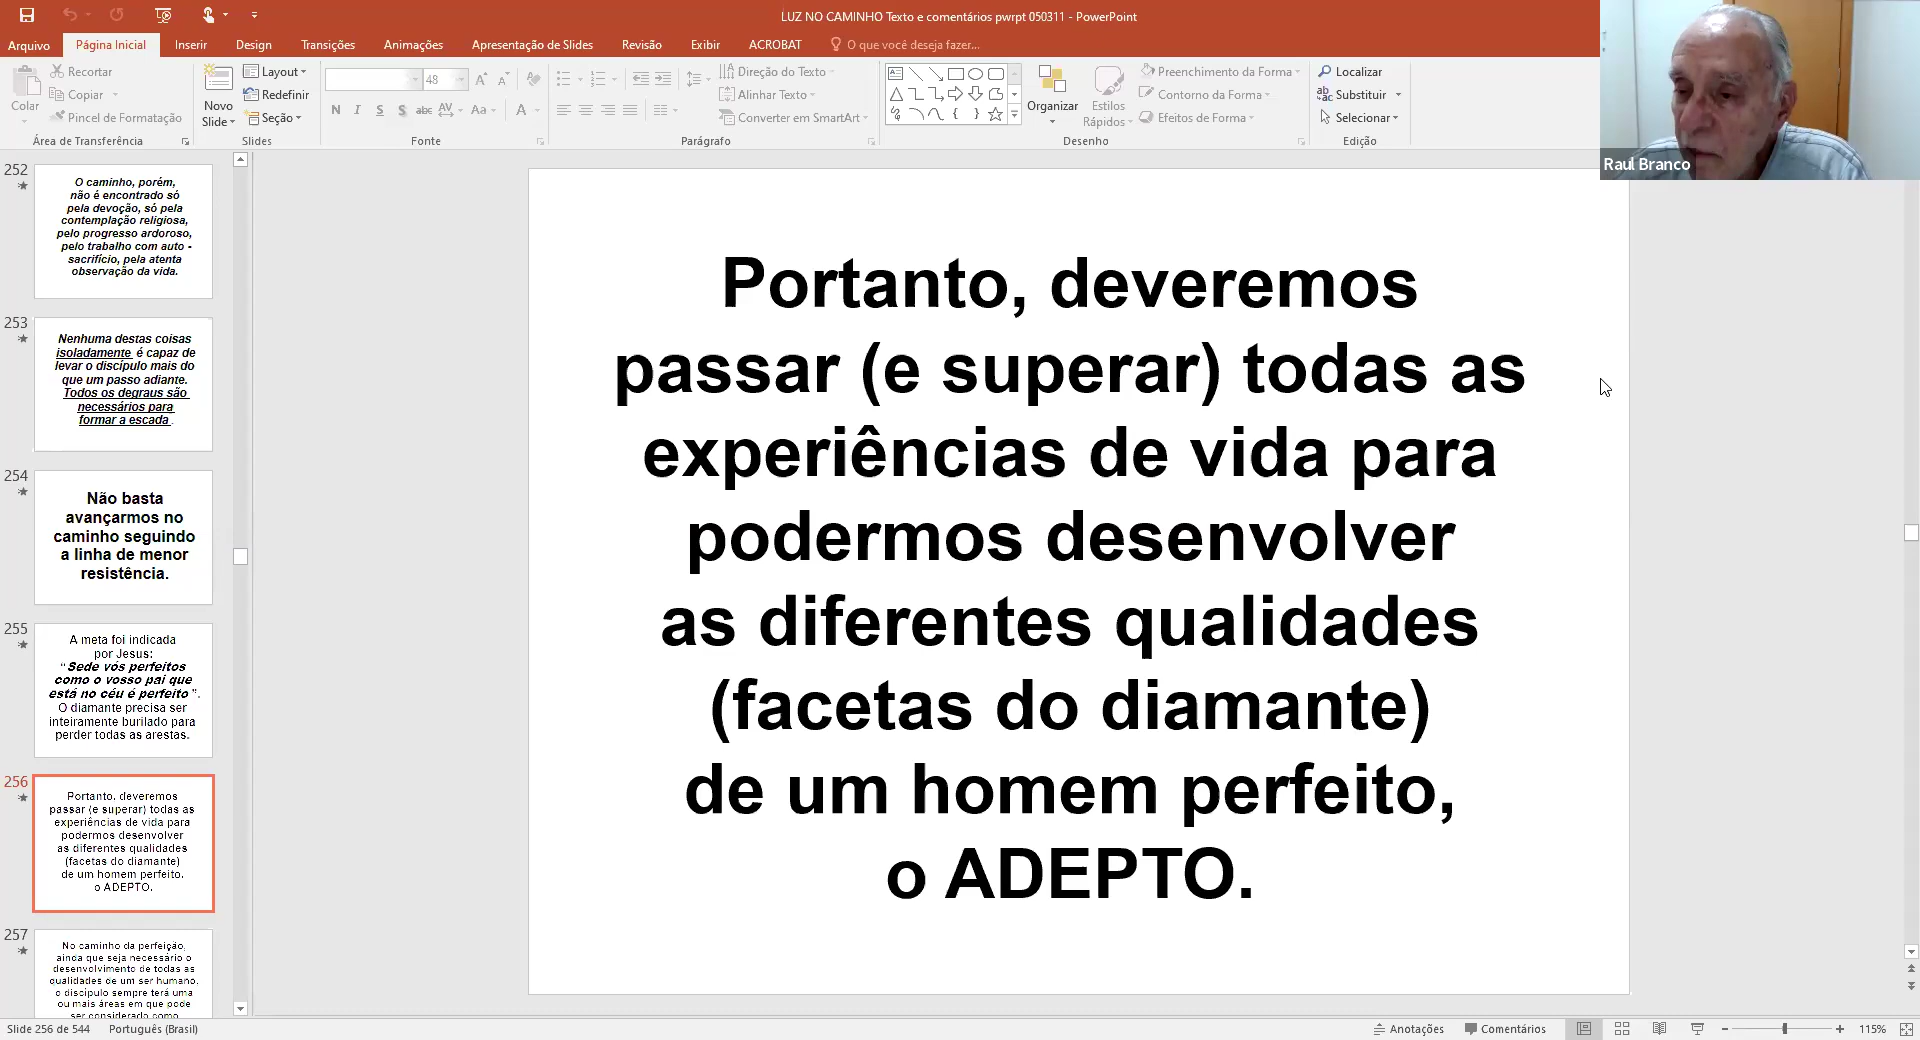 LUZ NO CAMINHO Texto e comentários pwrpt 050311 - PowerPoint
Arquivo
Página Inicial
Inserir
Design
Transições
Animações
Apresentação de Slides
Revisão
Exibir
ACROBAT
O que você deseja fazer...
Colar
Recortar
Copiar
Pincel de Formatação
Área de Transferência
Novo
Slide
Layout
Redefinir
Seção
Slides
48
N I S S abc AV Aa A
Fonte
Parágrafo
Direção do Texto
Alinhar Texto
Converter em SmartArt
Organizar
Estilos
Rápidos
Preenchimento da Forma
Contorno da Forma
Efeitos de Forma
Desenho
Localizar
Substituir
Selecionar
Edição
Raul Branco
252
O caminho, porém,
não é encontrado só
pela devoção, só pela
contemplação religiosa,
pelo progresso ardoroso,
pelo trabalho com auto -
sacrifício, pela atenta
observação da vida.
253
Nenhuma destas coisas
isoladamente é capaz de
levar o discípulo mais do
que um passo adiante.
Todos os degraus são
necessários para
formar a escada.
254
Não basta
avançarmos no
caminho seguindo
a linha de menor
resistência.
255
A meta foi indicada
por Jesus:
“Sede vós perfeitos
como o vosso pai que
está no céu é perfeito”.
O diamante precisa ser
inteiramente burilado para
perder todas as arestas.
256
Portanto, deveremos
passar (e superar) todas as
experiências de vida para
podermos desenvolver
as diferentes qualidades
(facetas do diamante)
de um homem perfeito,
o ADEPTO.
257
No caminho da perfeição,
ainda que seja necessário o
desenvolvimento de todas as
qualidades de um ser humano,
o discípulo sempre terá uma
ou mais áreas em que pode
ser considerado como
Portanto, deveremos
passar (e superar) todas as
experiências de vida para
podermos desenvolver
as diferentes qualidades
(facetas do diamante)
de um homem perfeito,
o ADEPTO.
Slide 256 de 544
Português (Brasil)
Anotações
Comentários
115%